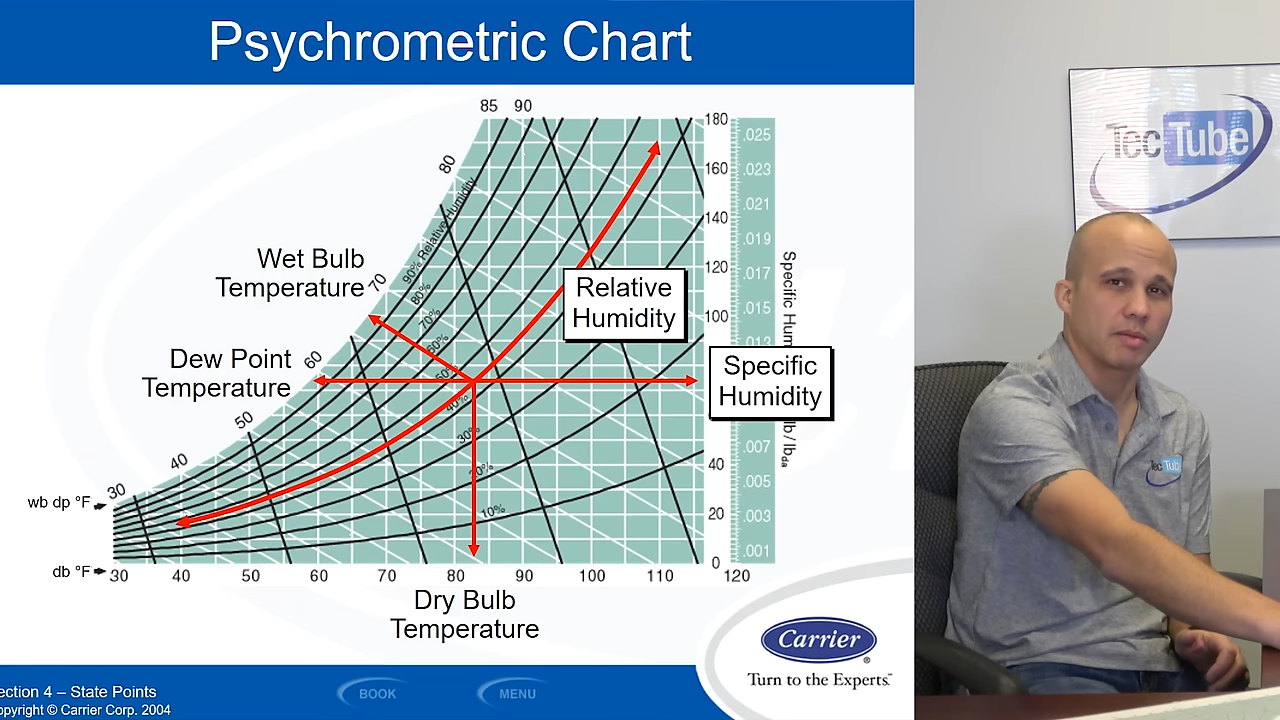 Psychrometric Chart
85 90
80
70
60
50
40
30
90% Relative Humidity
80%
70%
60%
50%
40%
30%
20%
10%
Wet Bulb
Temperature
Dew Point
Temperature
Relative
Humidity
Specific
Humidity
180
160
140
120
100
40
20
0
.025
.023
.021
.019
.017
.015
.013
.007
.005
.003
.001
Specific Hum
lb / lbda
wb dp °F
db °F
30 40 50 60 70 80 90 100 110 120
Dry Bulb
Temperature
Carrier
®
Turn to the Experts.
ection 4 – State Points
opyright © Carrier Corp. 2004
BOOK
MENU
TecTube
TecTub